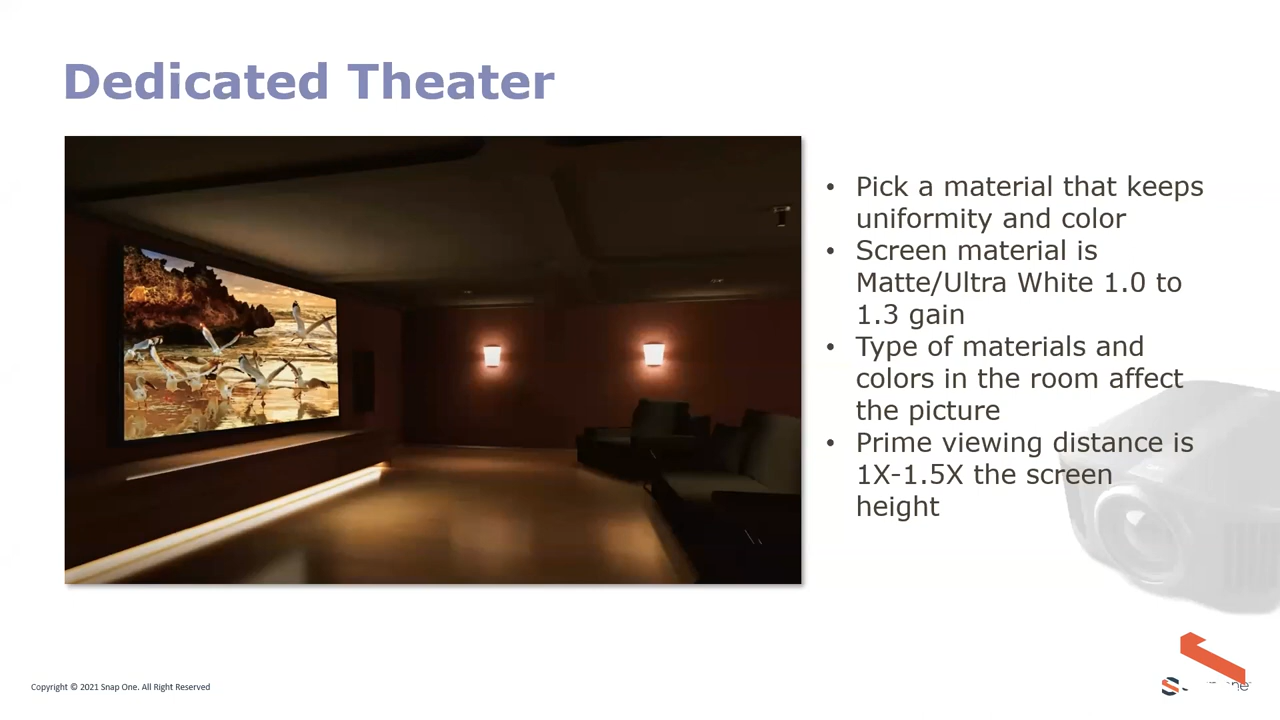 Dedicated Theater
• Pick a material that keeps
uniformity and color
• Screen material is
Matte/Ultra White 1.0 to
1.3 gain
• Type of materials and
colors in the room affect
the picture
• Prime viewing distance is
1X-1.5X the screen
height
Copyright © 2021 Snap One. All Right Reserved